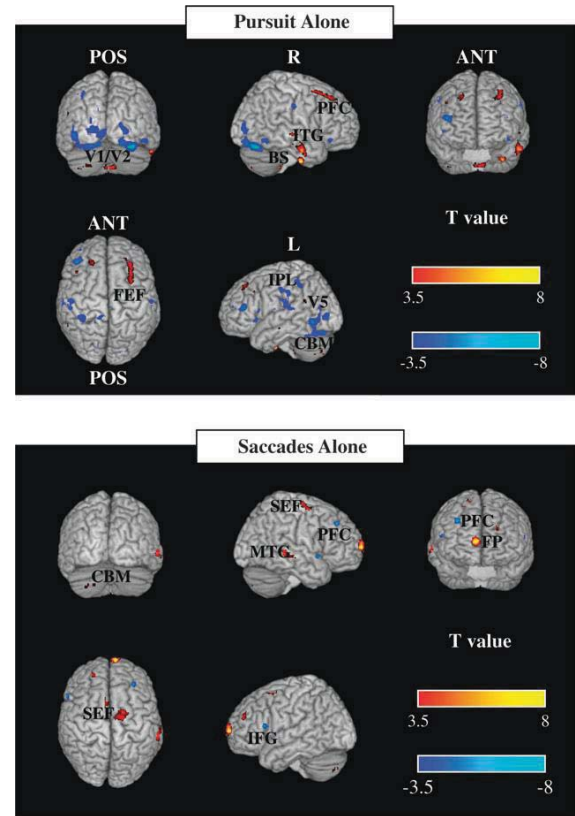 Pursuit Alone
POS
R
ANT
PFC
ITG
V1/V2
BS
ANT
L
T value
IPL
V5
FEF
3.5
8
CBM
POS
-3.5
-8
Saccades Alone
SEF
PFC
PFC
MTG
FP
CBM
T value
SEF
IFG
3.5
8
-3.5
-8